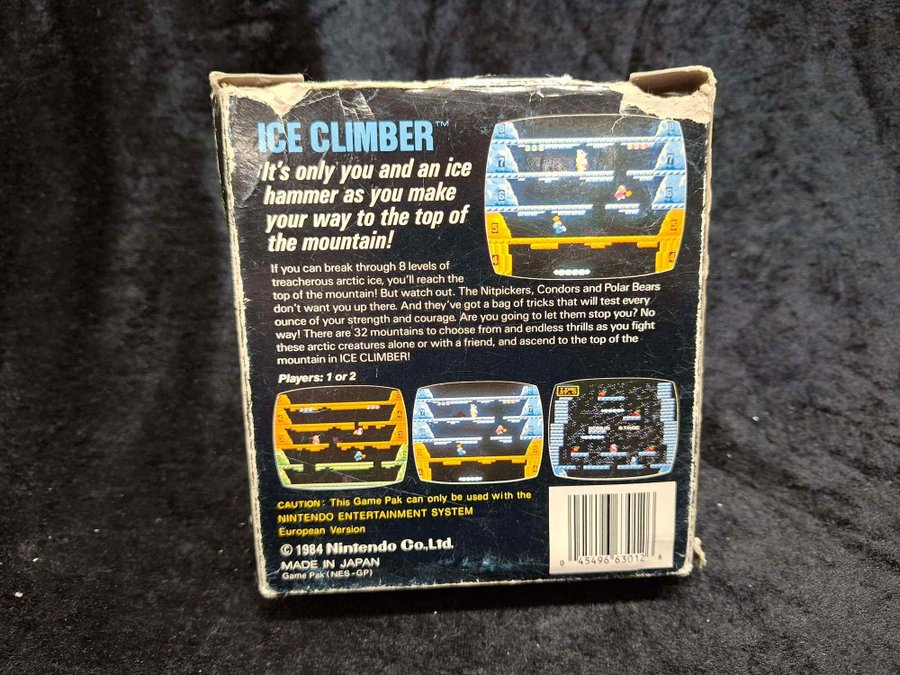 ICE CLIMBER™
It's only you and an ice
hammer as you make
your way to the top of
the mountain!
If you can break through 8 levels of
treacherous arctic ice, you'll reach the
top of the mountain! But watch out. The Nitpickers, Condors and Polar Bears
don't want you up there. And they've got a bag of tricks that will test every
ounce of your strength and courage. Are you going to let them stop you? No
way! There are 32 mountains to choose from and endless thrills as you fight
these arctic creatures alone or with a friend, and ascend to the top of the
mountain in ICE CLIMBER!
Players: 1 or 2
CAUTION: This Game Pak can only be used with the
NINTENDO ENTERTAINMENT SYSTEM
European Version
© 1984 Nintendo Co.,Ltd.
MADE IN JAPAN
Game Pak (NES-GP)
0 45496 63012 6